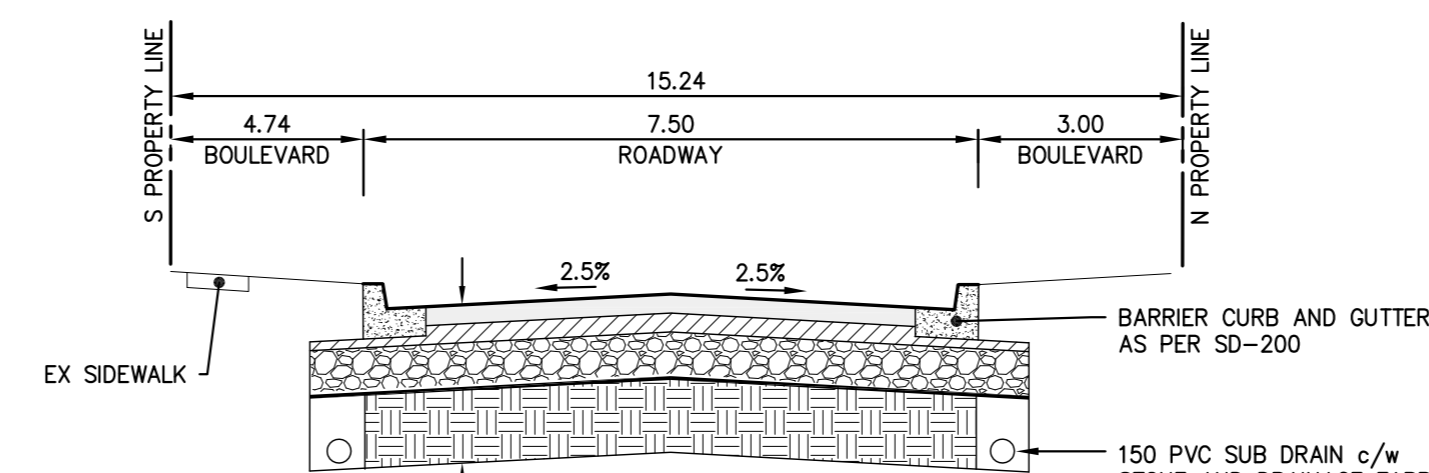 S PROPERTY LINE
N PROPERTY LINE
15.24
4.74
7.50
3.00
BOULEVARD
ROADWAY
BOULEVARD
2.5%
2.5%
BARRIER CURB AND GUTTER
AS PER SD-200
EX SIDEWALK
150 PVC SUB DRAIN c/w